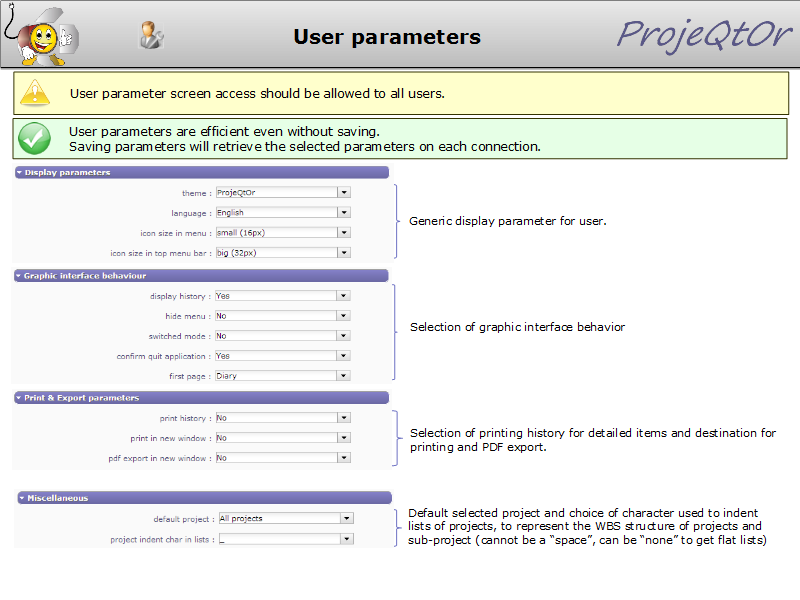 User parameters
ProjeQtOr
User parameter screen access should be allowed to all users.
User parameters are efficient even without saving.
Saving parameters will retrieve the selected parameters on each connection.
Display parameters
theme : ProjeQtOr
language : English
icon size in menu : small (16px)
icon size in top menu bar : big (32px)
Generic display parameter for user.
Graphic interface behaviour
display history : Yes
hide menu : No
switched mode : No
confirm quit application : Yes
first page : Diary
Selection of graphic interface behavior
Print & Export parameters
print history : No
print in new window : No
pdf export in new window : No
Selection of printing history for detailed items and destination for
printing and PDF export.
Miscellaneous
default project : All projects
project indent char in lists : _
Default selected project and choice of character used to indent
lists of projects, to represent the WBS structure of projects and
sub-project (cannot be a “space”, can be “none” to get flat lists)